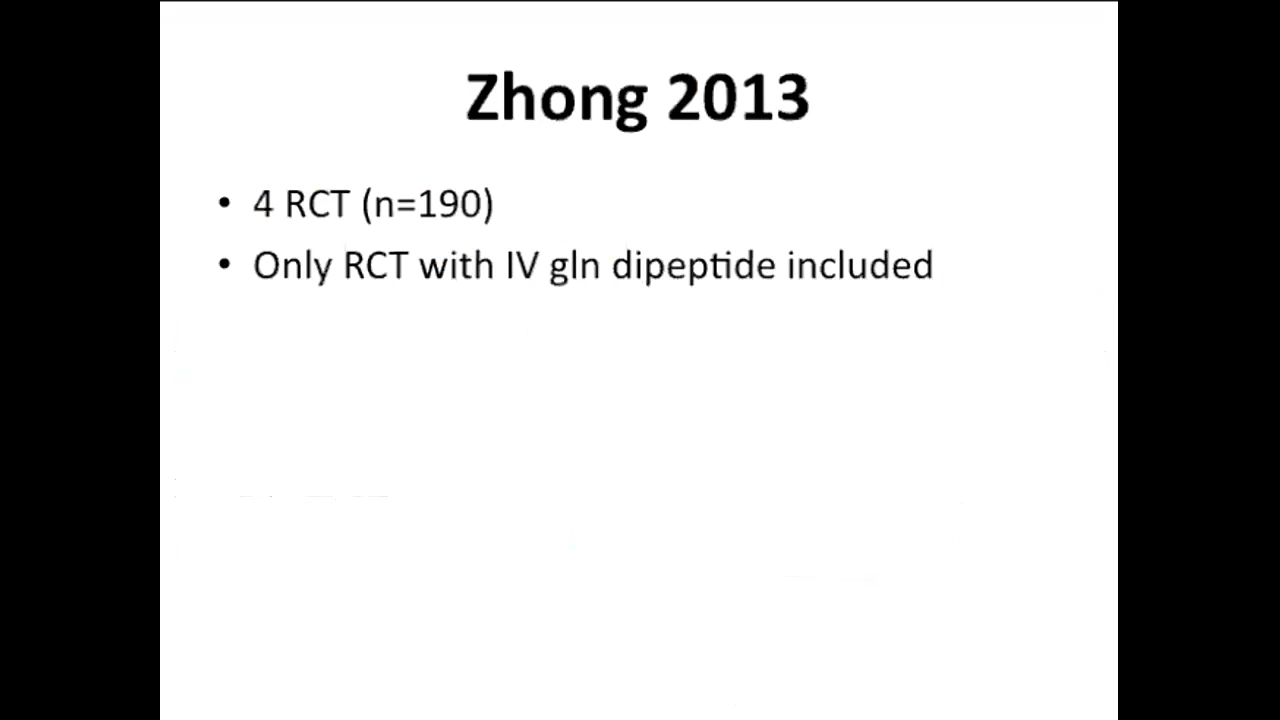 Zhong 2013
• 4 RCT (n=190)
• Only RCT with IV gln dipeptide included